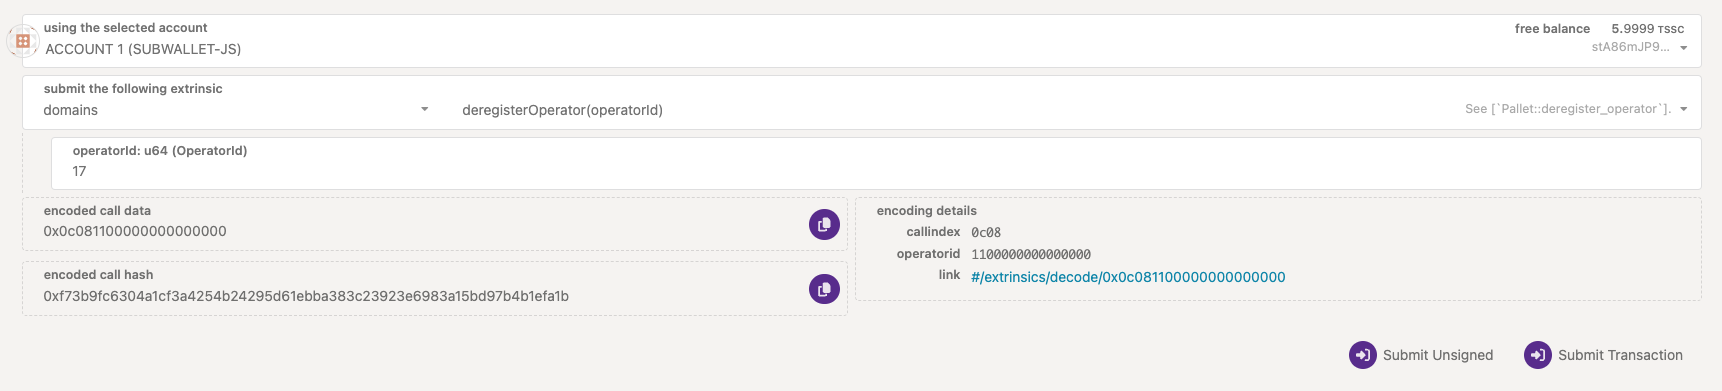 using the selected account
ACCOUNT 1 (SUBWALLET-JS)
free balance 5.9999 TSSC
stA86mJP9...
submit the following extrinsic
domains
deregisterOperator(operatorId)
See [`Pallet::deregister_operator`].
operatorId: u64 (OperatorId)
17
encoded call data
0x0c081100000000000000
encoded call hash
0xf73b9fc6304a1cf3a4254b24295d61ebba383c23923e6983a15bd97b4b1efa1b
encoding details
callindex 0c08
operatorid 1100000000000000
link #/extrinsics/decode/0x0c081100000000000000
Submit Unsigned
Submit Transaction